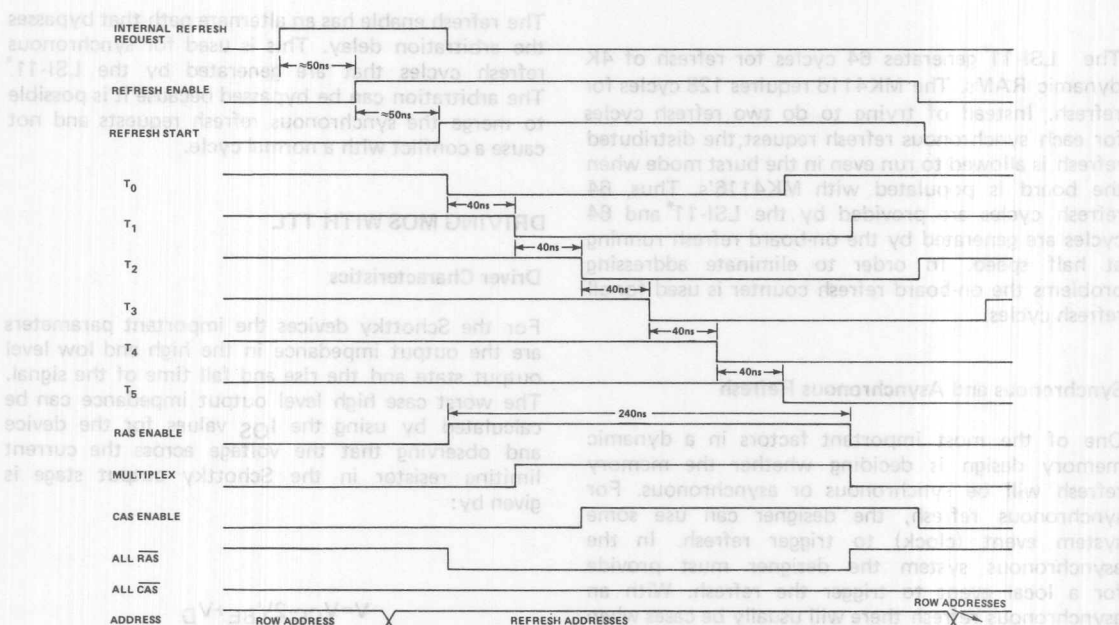 INTERNAL REFRESH
REQUEST
≈50ns
REFRESH ENABLE
≈50ns
REFRESH START
T0
40ns
T1
40ns
T2
40ns
T3
40ns
T4
40ns
T5
240ns
RAS ENABLE
MULTIPLEX
CAS ENABLE
ALL R̅A̅S̅
ALL C̅A̅S̅
ROW ADDRESSES
ADDRESS ROW ADDRESSES REFRESH ADDRESSES
The refresh enable has an alternate path that bypasses
the arbitration delay. This is used for synchronous
refresh cycles that are generated by the LSI-11*.
The arbitration can be bypassed because it is possible
to merge the synchronous refresh requests and not
cause a conflict with a normal cycle.
DRIVING MOS WITH TTL
Driver Characteristics
For the Schottky devices the important parameters
are the output impedance in the high and low level
output state and the rise and fall time of the signal.
The worst case high level output impedance can be
calculated by using the IOS values for the device
and observing that the voltage across the current
limiting resistor in the Schottky output stage is
given by:
The LSI-11* generates 64 cycles for refresh of 4K
dynamic RAMs. The MK4116 requires 128 cycles for
refresh. Instead of trying to do two refresh cycles
for each synchronous refresh request, the distributed
refresh is allowed to run even in the burst mode when
the board is populated with MK4116's. Thus, 64
refresh cycles are provided by the LSI-11* and 64
cycles are generated by the on-board refresh running
at half speed. In order to eliminate addressing
problems the on-board refresh counter is used for all
refresh cycles.
Synchronous and Asynchronous Refresh
One of the most important factors in a dynamic
memory design is deciding whether the memory
refresh will be synchronous or asynchronous. For
synchronous refresh, the designer can use some
system event (clock) to trigger refresh. In the
asynchronous system the designer must provide
for a local event to trigger the refresh. With an
asynchronous refresh there will usually be cases when